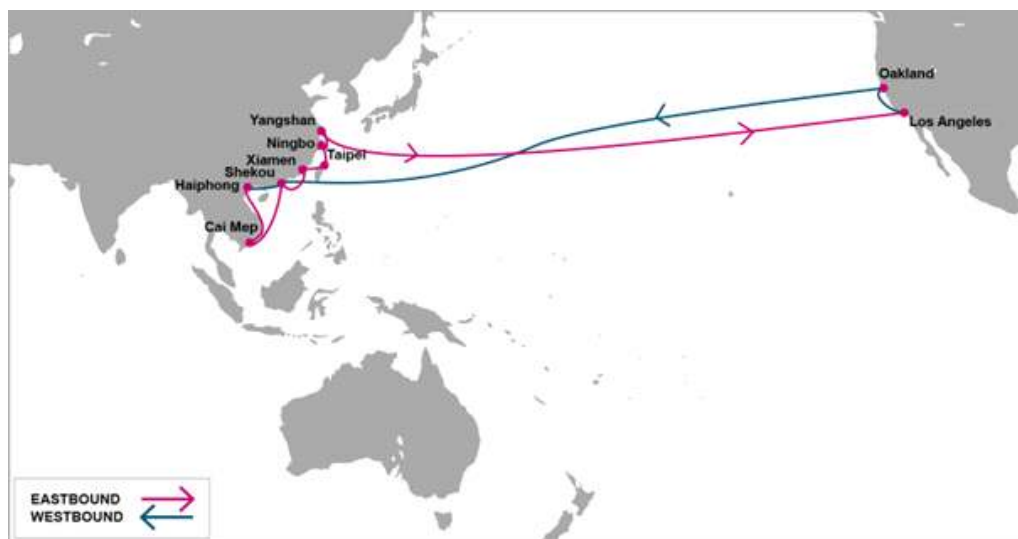 Oakland
Los Angeles
Yangshan
Ningbo
Taipei
Xiamen
Shekou
Haiphong
Cai Mep
EASTBOUND
WESTBOUND